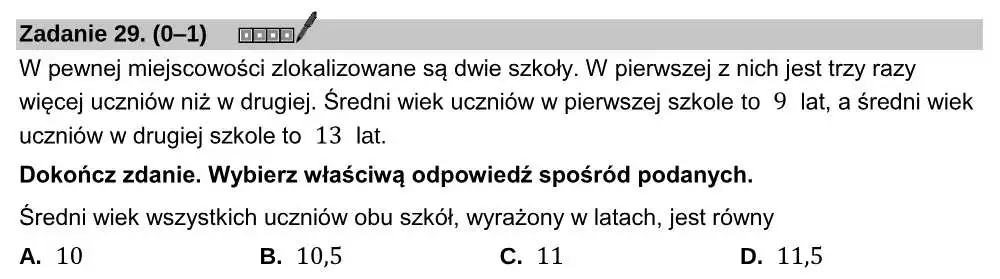 Zadanie 29. (0–1)
W pewnej miejscowości zlokalizowane są dwie szkoły. W pierwszej z nich jest trzy razy
więcej uczniów niż w drugiej. Średni wiek uczniów w pierwszej szkole to 9 lat, a średni wiek
uczniów w drugiej szkole to 13 lat.
Dokończ zdanie. Wybierz właściwą odpowiedź spośród podanych.
Średni wiek wszystkich uczniów obu szkół, wyrażony w latach, jest równy
A. 10 B. 10,5 C. 11 D. 11,5